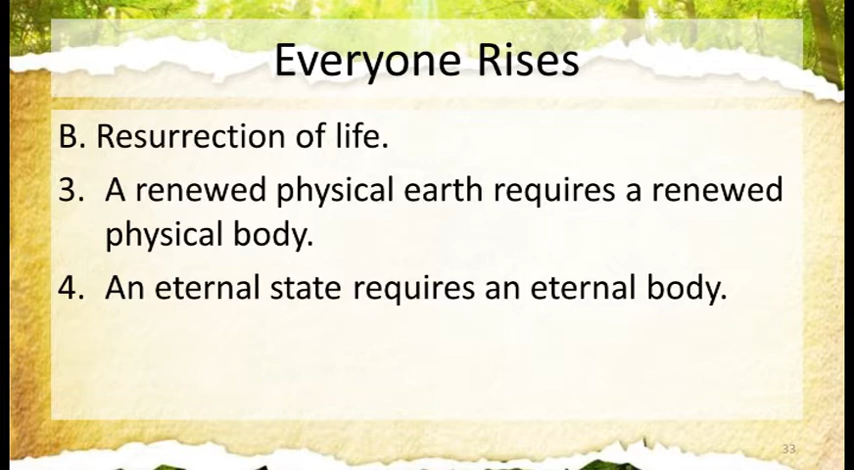 Everyone Rises
B. Resurrection of life.
3. A renewed physical earth requires a renewed
physical body.
4. An eternal state requires an eternal body.
33